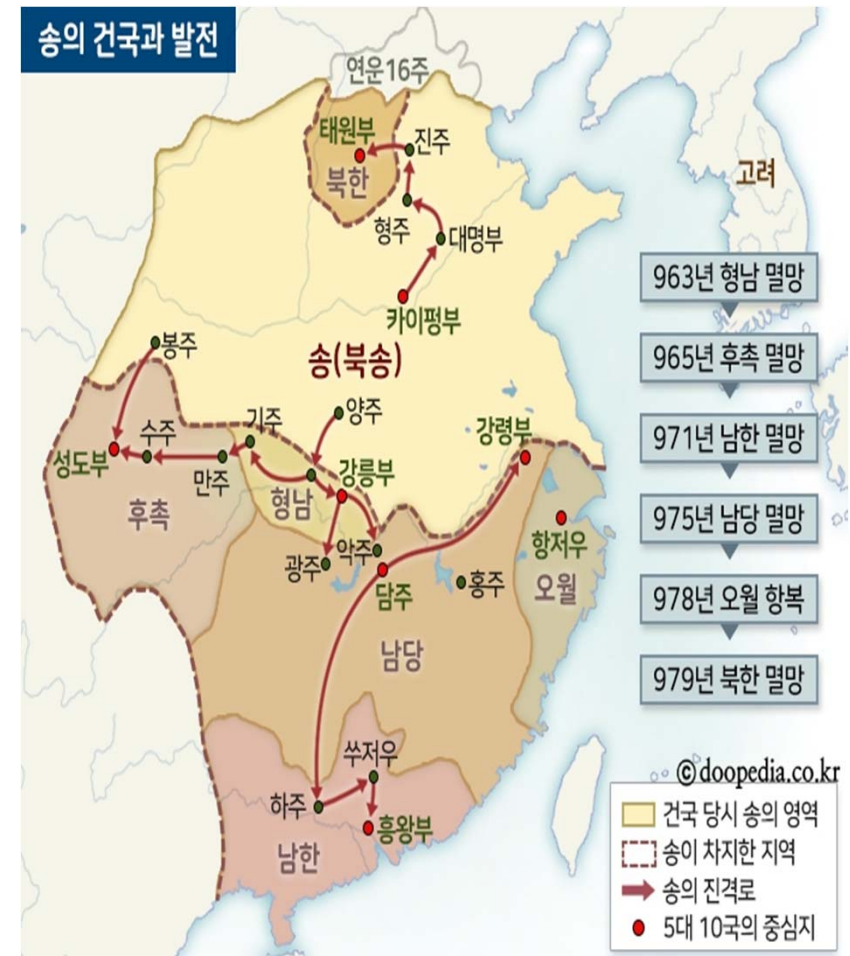 송의 건국과 발전
연운16주
태원부
진주
북한
고려
형주
대명부
963년 형남 멸망
카이펑부
봉주
송(북송)
965년 후촉 멸망
양주
기주
강령부
수주
971년 남한 멸망
성도부
만주
강릉부
형남
후촉
975년 남당 멸망
항저우
악주
광주
담주
홍주
오월
978년 오월 항복
남당
979년 북한 멸망
쑤저우
ⓒdoopedia.co.kr
하주
흥왕부
남한
건국 당시 송의 영역
송이 차지한 지역
송의 진격로
5대 10국의 중심지